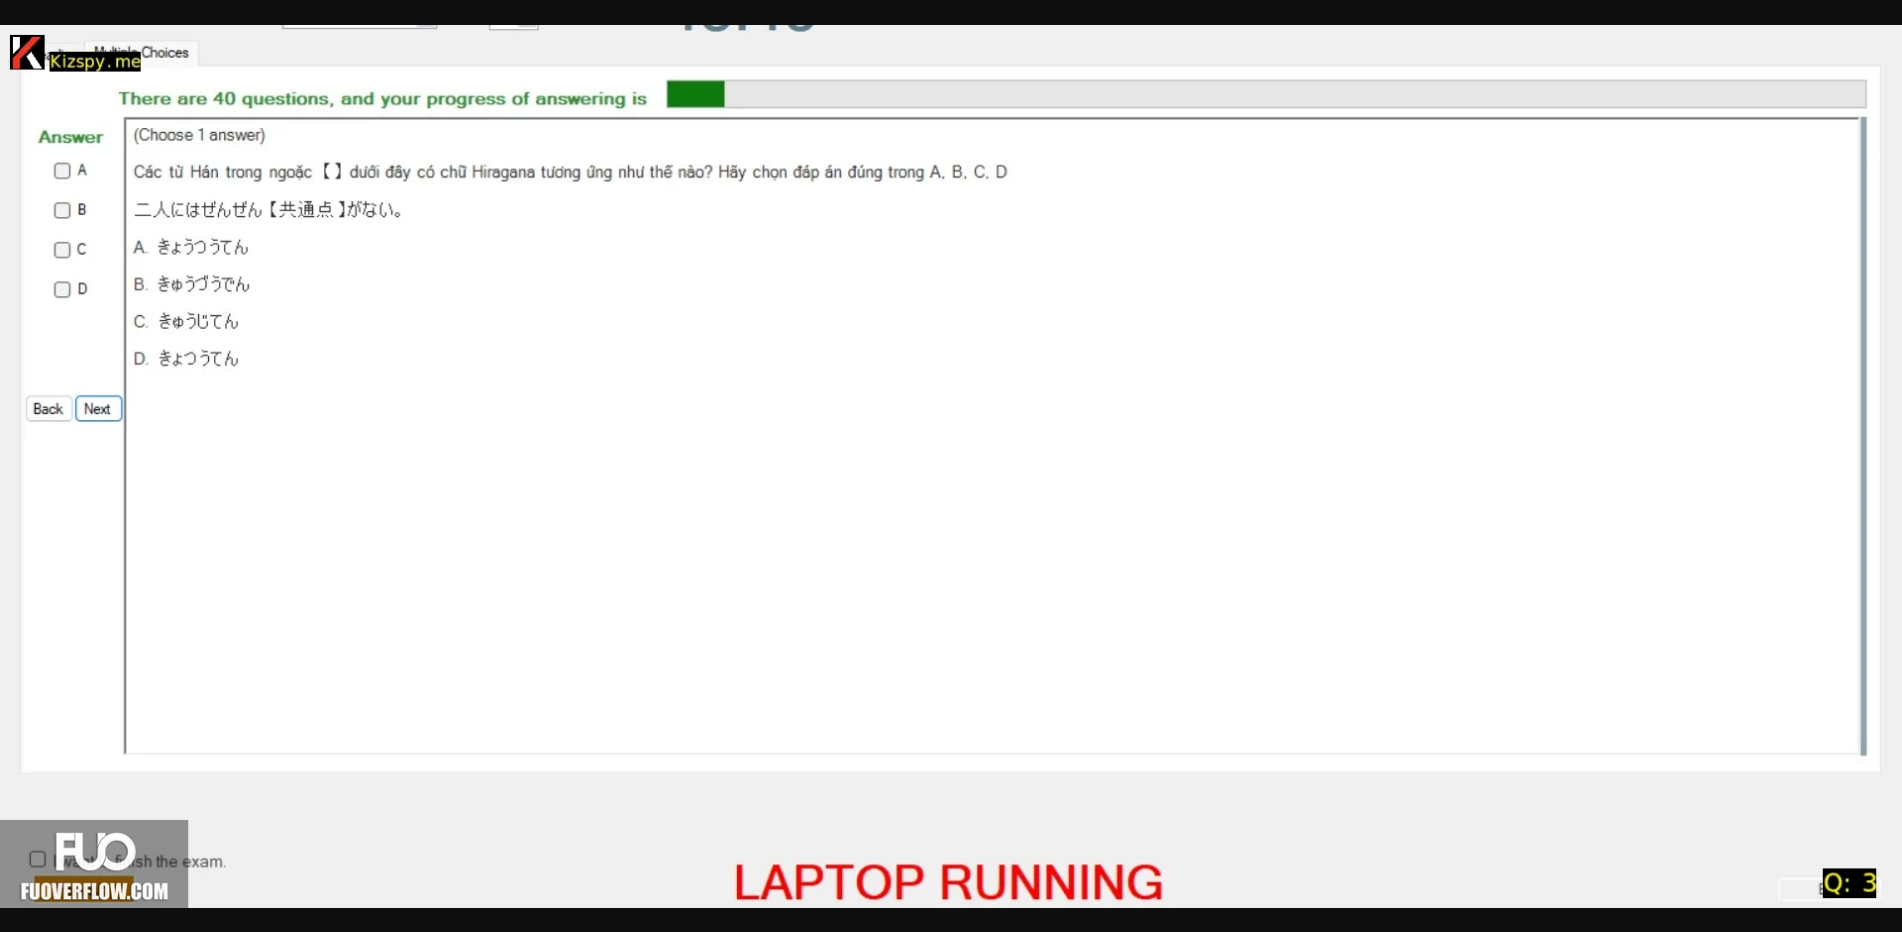 Choices
Kizspy.me
There are 40 questions, and your progress of answering is
Answer
(Choose 1 answer)
A
Các từ Hán trong ngoặc 【 】 dưới đây có chữ Hiragana tương ứng như thế nào? Hãy chọn đáp án đúng trong A, B, C, D
B
二人にはぜんぜん【共通点】がない。
C
A. きょうつうてん
D
B. きゅうづうでん
C. きゅうじてん
D. きょつうてん
Back
Next
FUO
the exam.
FUOVERFLOW.COM
LAPTOP RUNNING
Q: 3